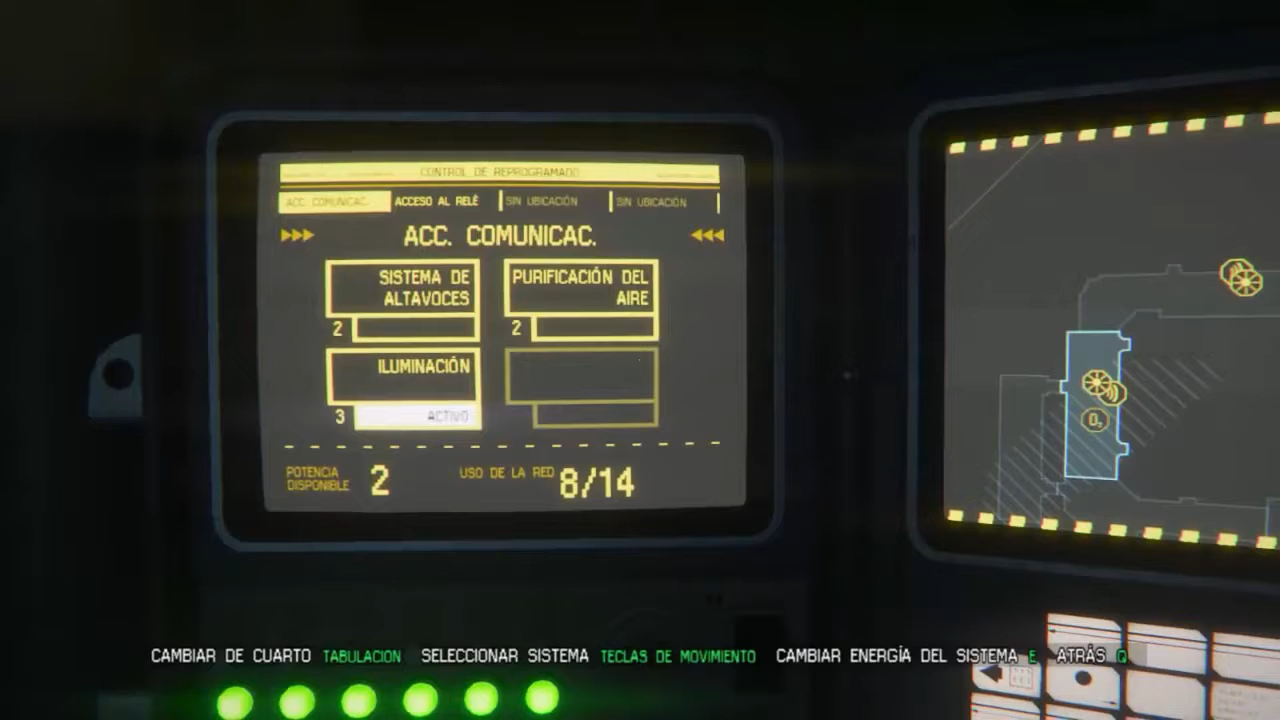 CONTROL DE REPROGRAMADO
ACC. COMUNICAC. ACCESO AL RELÉ SIN UBICACIÓN SIN UBICACIÓN
ACC. COMUNICAC.
SISTEMA DE
ALTAVOCES
2
PURIFICACIÓN DEL
AIRE
2
ILUMINACIÓN
3 ACTIVO
POTENCIA
DISPONIBLE 2
USO DE LA RED 8/14
O₂
CAMBIAR DE CUARTO TABULACION SELECCIONAR SISTEMA TECLAS DE MOVIMIENTO CAMBIAR ENERGÍA DEL SISTEMA E ATRÁS Q